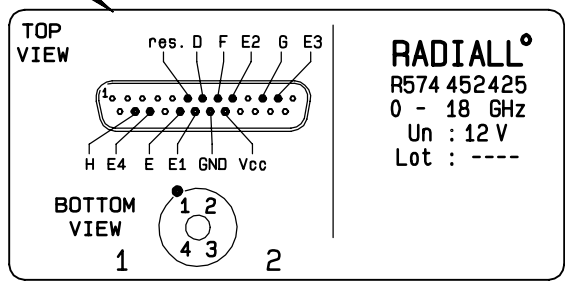 TOP
VIEW
res. D F E2 G E3
1
H E4 E E1 GND Vcc
BOTTOM
VIEW
1 2
4 3
1 2
RADIALL°
R574 452425
0 - 18 GHz
Un : 12 V
Lot : ----